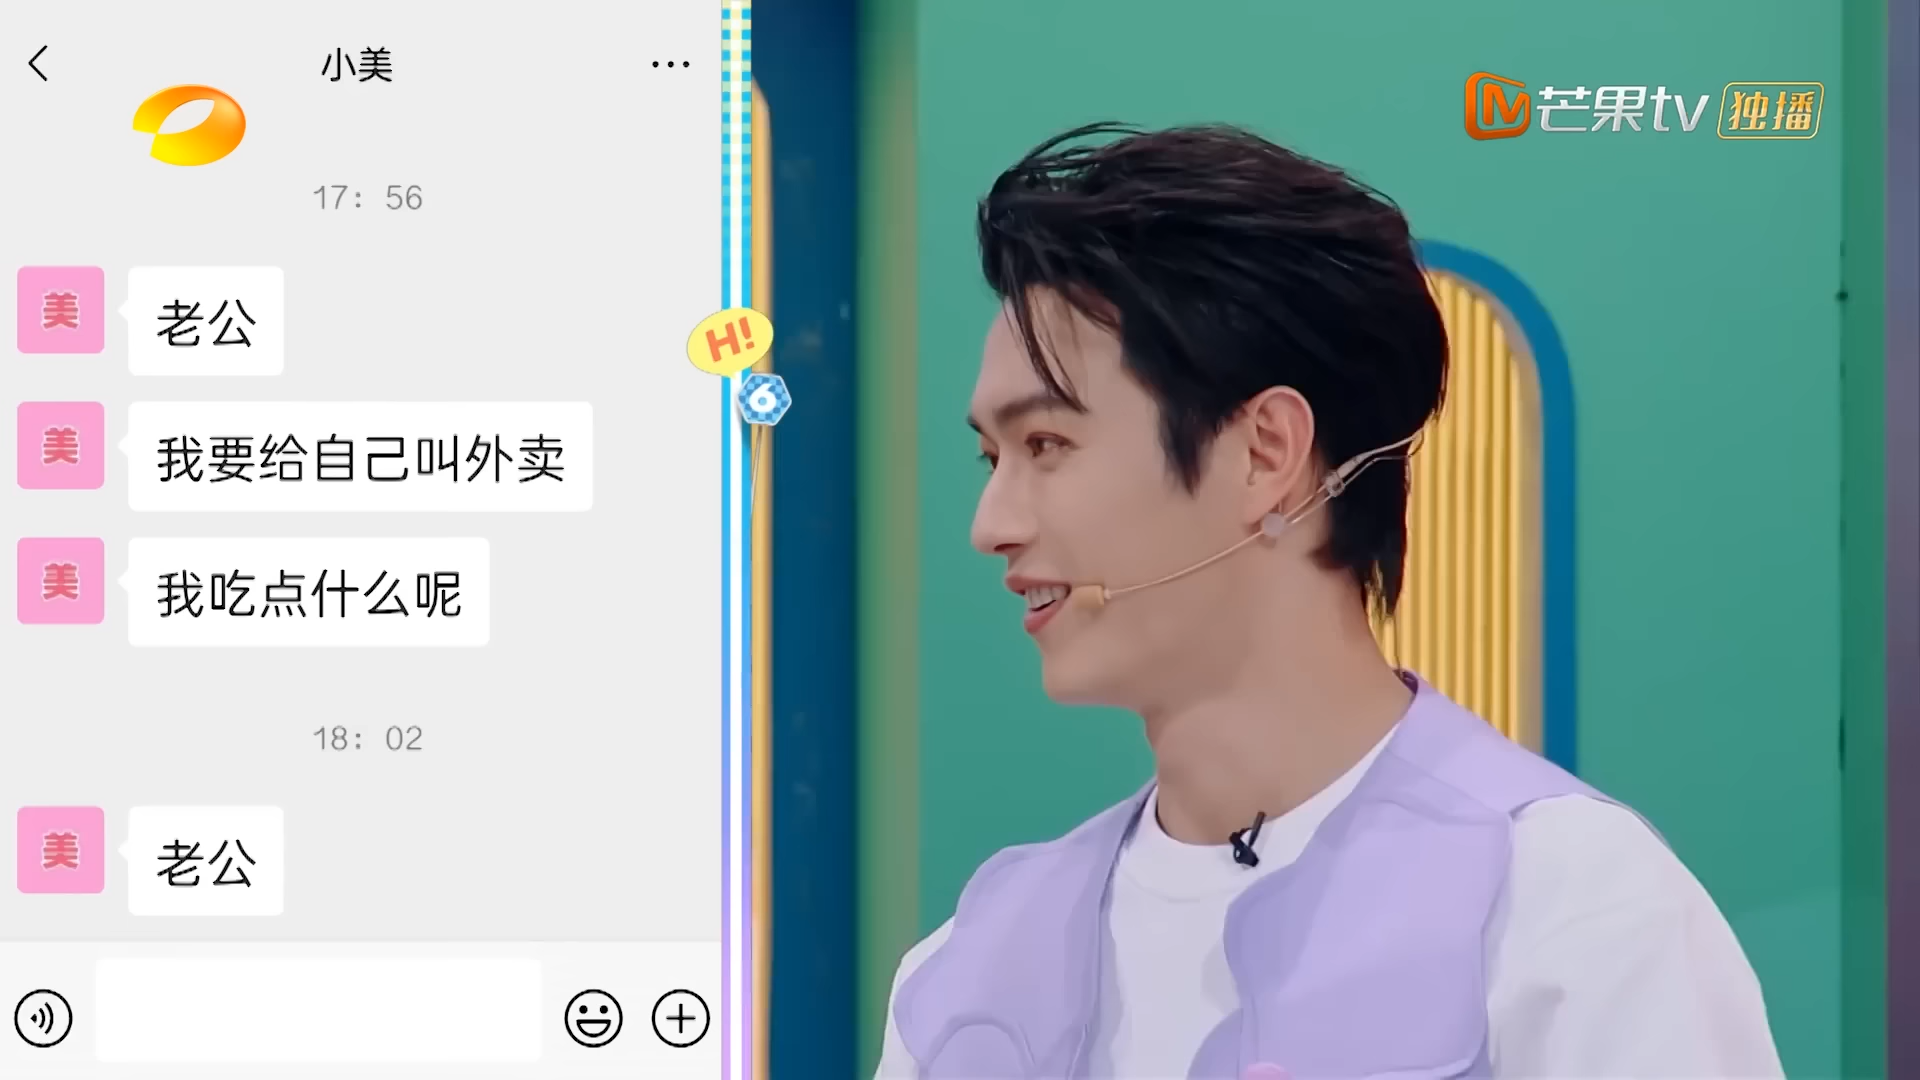 小美
17: 56
美
老公
美
我要给自己叫外卖
美
我吃点什么呢
18: 02
美
老公
H!
6
芒果tv 独播